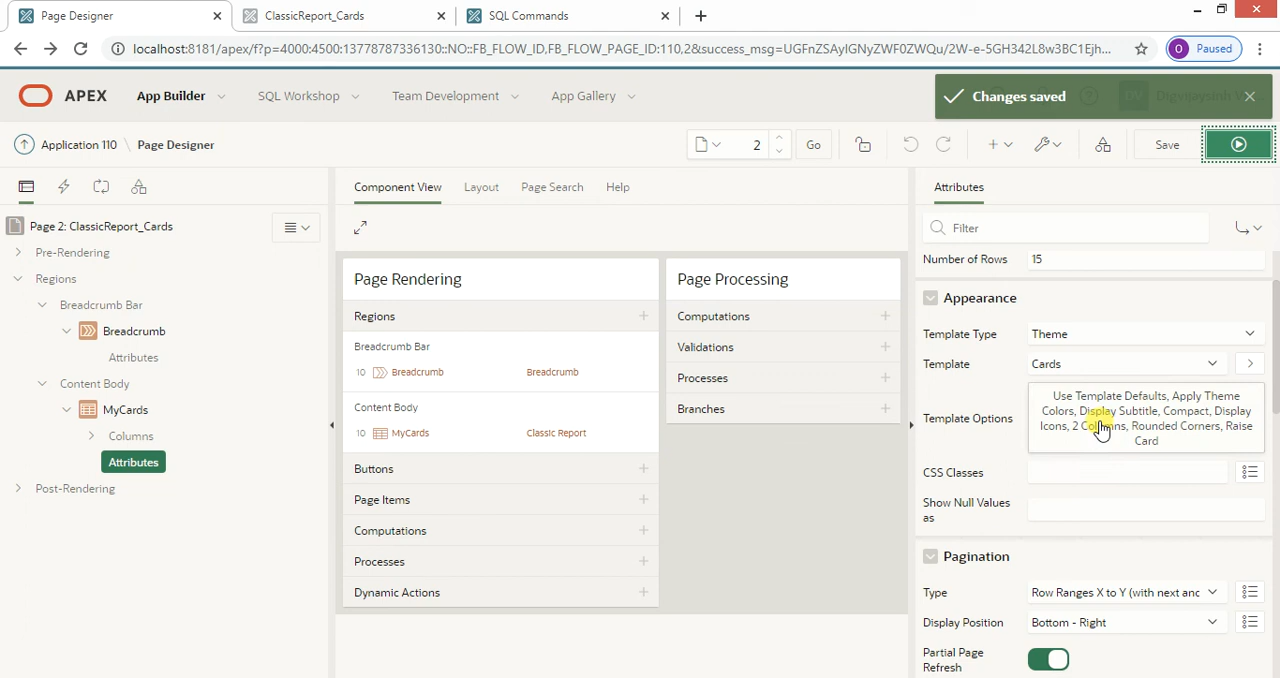 Page Designer
ClassicReport_Cards
SQL Commands
localhost:8181/apex/f?p=4000:4500:13778787336130::NO::FB_FLOW_ID,FB_FLOW_PAGE_ID:110,2&success_msg=UGFnZSAyIGNyZWF0ZWQu/2W-e-5GH342L8w3BC1Ejh...
O
Paused
APEX
App Builder
SQL Workshop
Team Development
App Gallery
Changes saved
Application 110 \ Page Designer
2
Go
Save
Component View
Layout
Page Search
Help
Attributes
Page 2: ClassicReport_Cards
Pre-Rendering
Regions
Breadcrumb Bar
Breadcrumb
Attributes
Content Body
MyCards
Columns
Attributes
Post-Rendering
Page Rendering
Regions
Breadcrumb Bar
10 Breadcrumb Breadcrumb
Content Body
10 MyCards Classic Report
Buttons
Page Items
Computations
Processes
Dynamic Actions
Page Processing
Computations
Validations
Processes
Branches
Filter
Number of Rows 15
Appearance
Template Type Theme
Template Cards
Template Options
Use Template Defaults, Apply Theme
Colors, Display Subtitle, Compact, Display
Icons, 2 Columns, Rounded Corners, Raise
Card
CSS Classes
Show Null Values
as
Pagination
Type Row Ranges X to Y (with next anc
Display Position Bottom - Right
Partial Page
Refresh